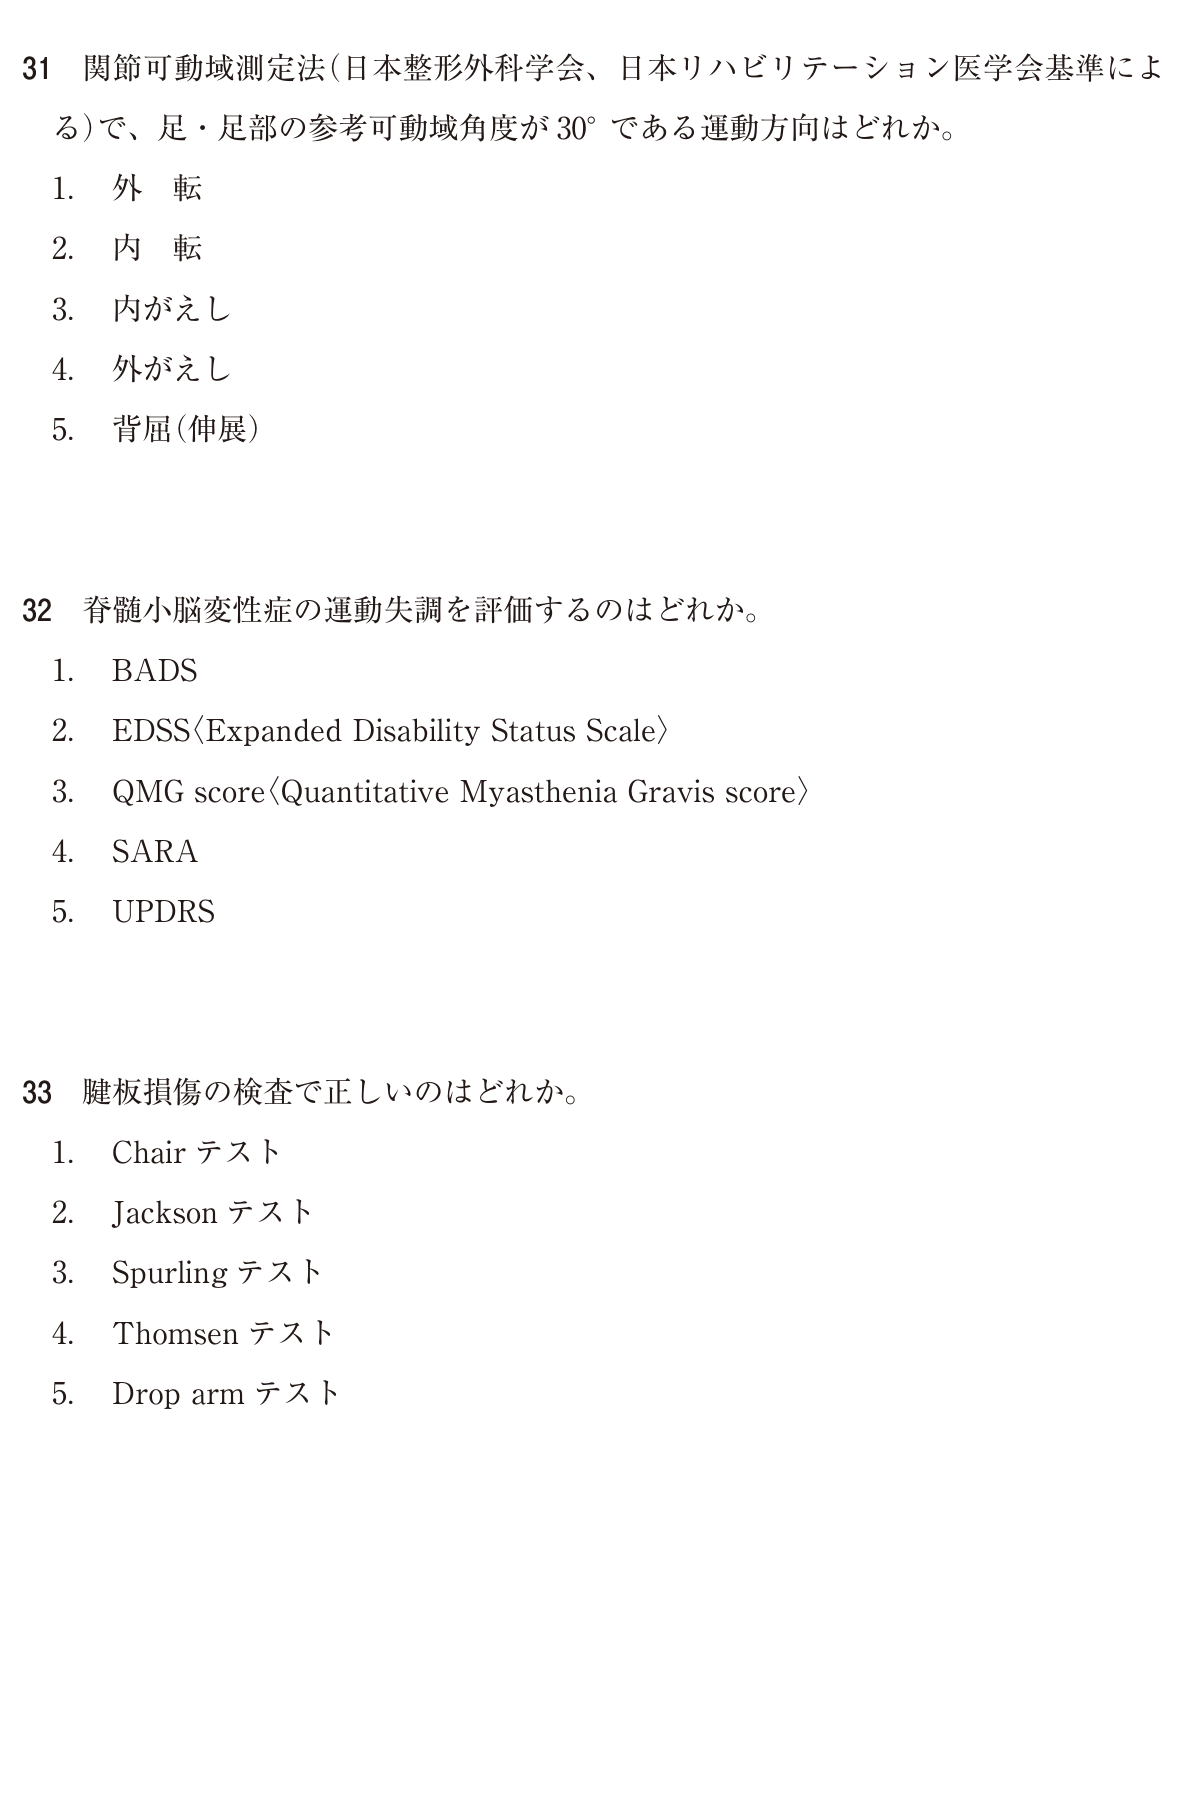 31　関節可動域測定法(日本整形外科学会、日本リハビリテーション医学会基準によ
る)で、足・足部の参考可動域角度が30°である運動方向はどれか。
1.　外　転
2.　内　転
3.　内がえし
4.　外がえし
5.　背屈(伸展)
32　脊髄小脳変性症の運動失調を評価するのはどれか。
1.　BADS
2.　EDSS〈Expanded Disability Status Scale〉
3.　QMG score〈Quantitative Myasthenia Gravis score〉
4.　SARA
5.　UPDRS
33　腱板損傷の検査で正しいのはどれか。
1.　Chair テスト
2.　Jackson テスト
3.　Spurling テスト
4.　Thomsen テスト
5.　Drop arm テスト